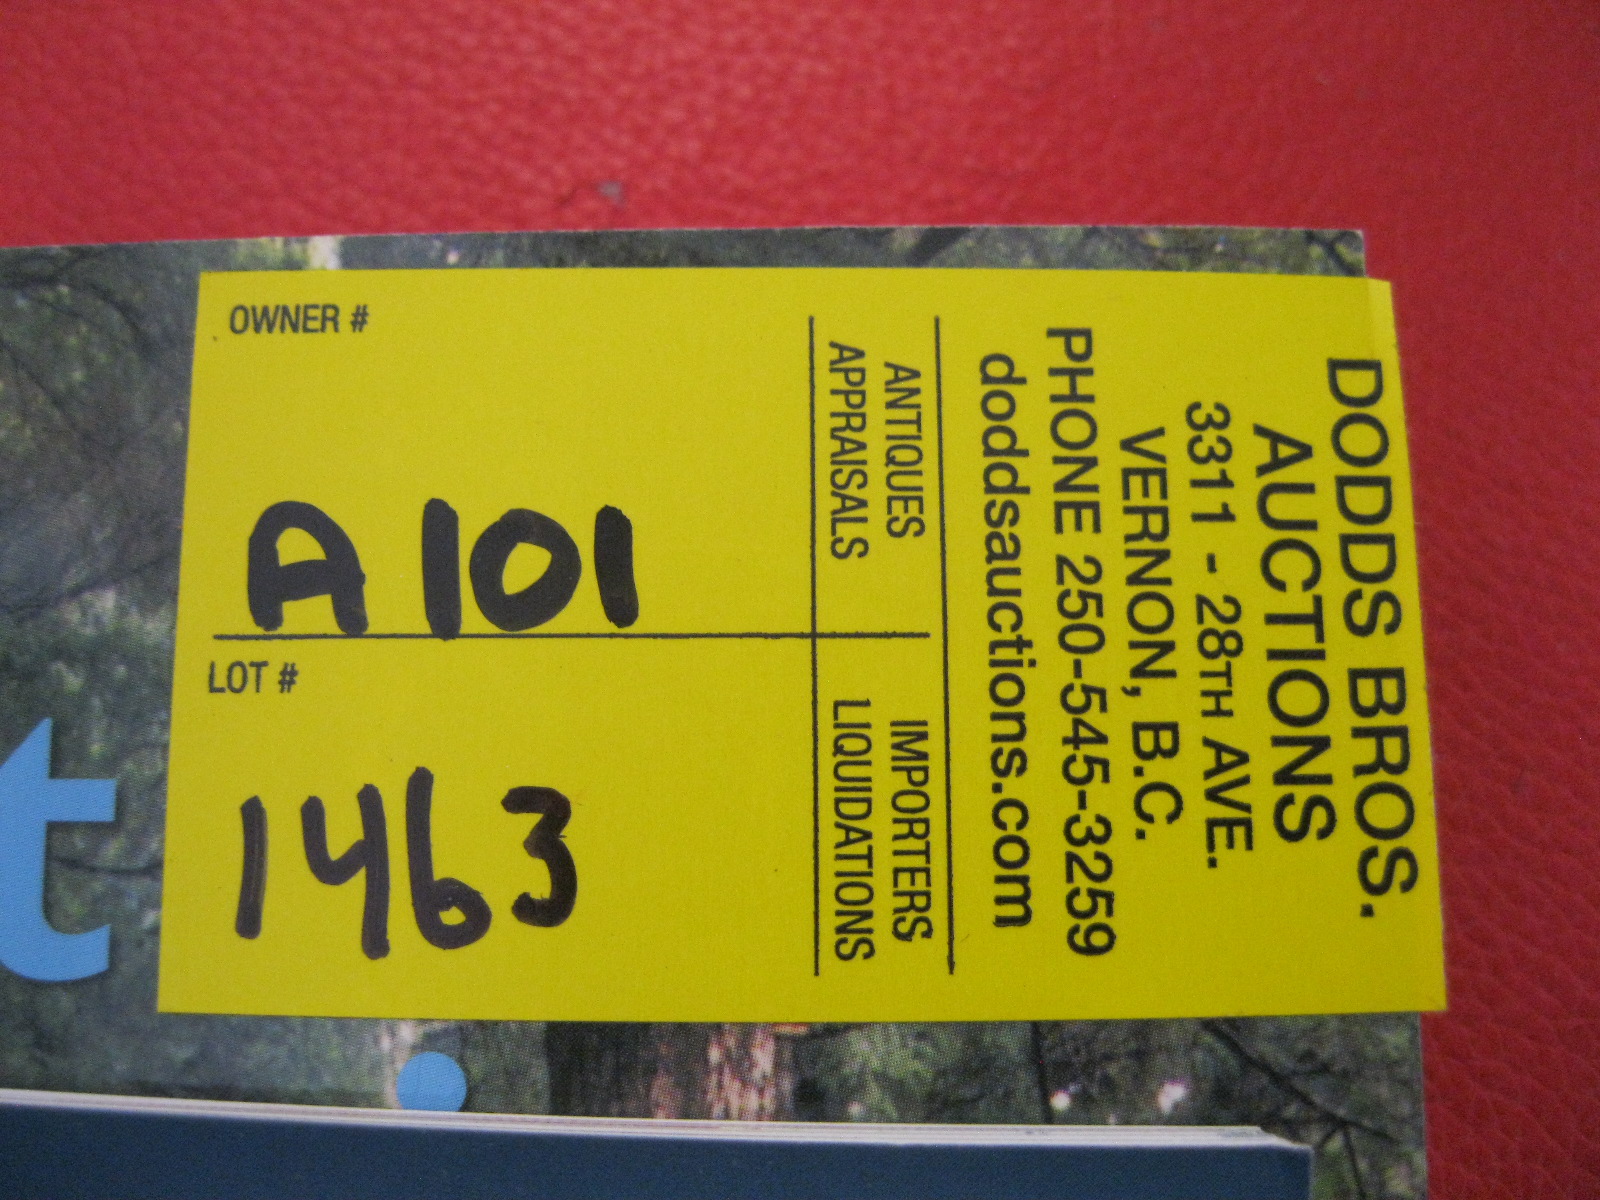 DODDS BROS.
AUCTIONS
3311 - 28TH AVE.
VERNON, B.C.
PHONE 250-545-3259
doddsauctions.com
ANTIQUES
APPRAISALS
IMPORTERS
LIQUIDATIONS
OWNER #
A101
LOT #
1463
t